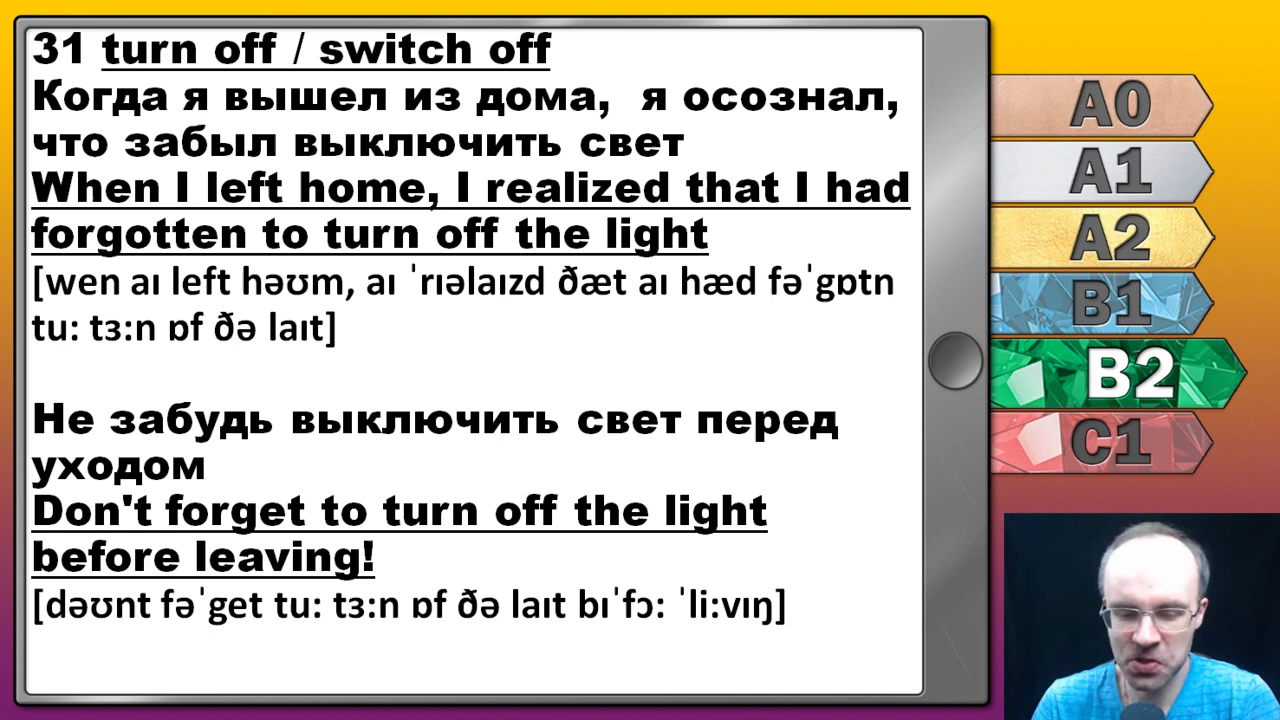 31 turn off / switch off
Когда я вышел из дома,  я осознал,
что забыл выключить свет
When I left home, I realized that I had
forgotten to turn off the light
[wen aɪ left həʊm, aɪ ˈrɪəlaɪzd ðæt aɪ hæd fəˈgɒtn
tu: tɜ:n ɒf ðə laɪt]
Не забудь выключить свет перед
уходом
Don't forget to turn off the light
before leaving!
[dəʊnt fəˈget tu: tɜ:n ɒf ðə laɪt bɪˈfɔ: ˈli:vɪŋ]
A0
A1
A2
B1
B2
C1